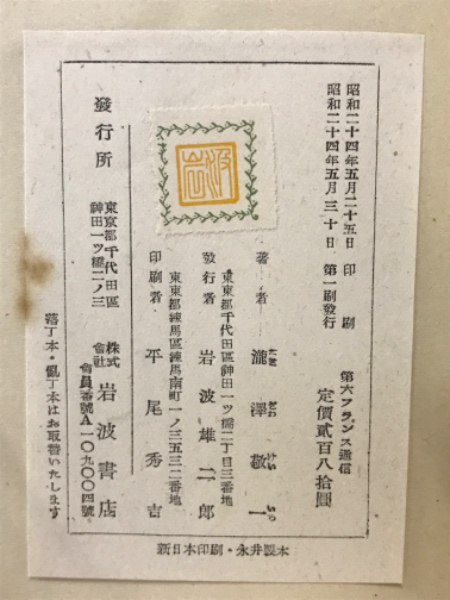 昭和二十四年五月二十五日 印刷
昭和二十四年五月三十日 第一刷發行
第六フランス通信
定價貳百八拾圓
著者 瀧澤敬一
東京都千代田區神田一ツ橋二丁目三番地
發行者 岩波雄二郎
東京都練馬區練馬南町一ノ三五三二番地
印刷者 平尾秀吉
發行所
東京都千代田區
神田一ツ橋二ノ三
株式會社 岩波書店
會員番號A一〇九〇〇四號
落丁本・亂丁本はお取替いたします
新日本印刷・永井製本